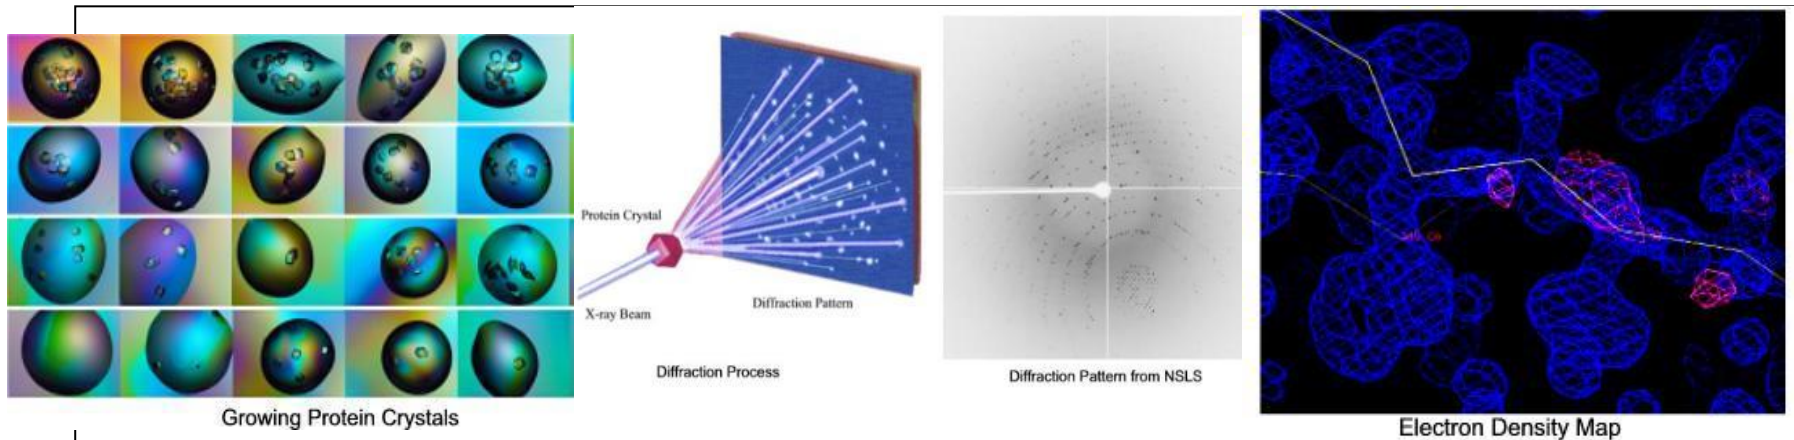 Protein Crystal
X-ray Beam
Diffraction Pattern
Diffraction Process
Diffraction Pattern from NSLS
Growing Protein Crystals
Electron Density Map